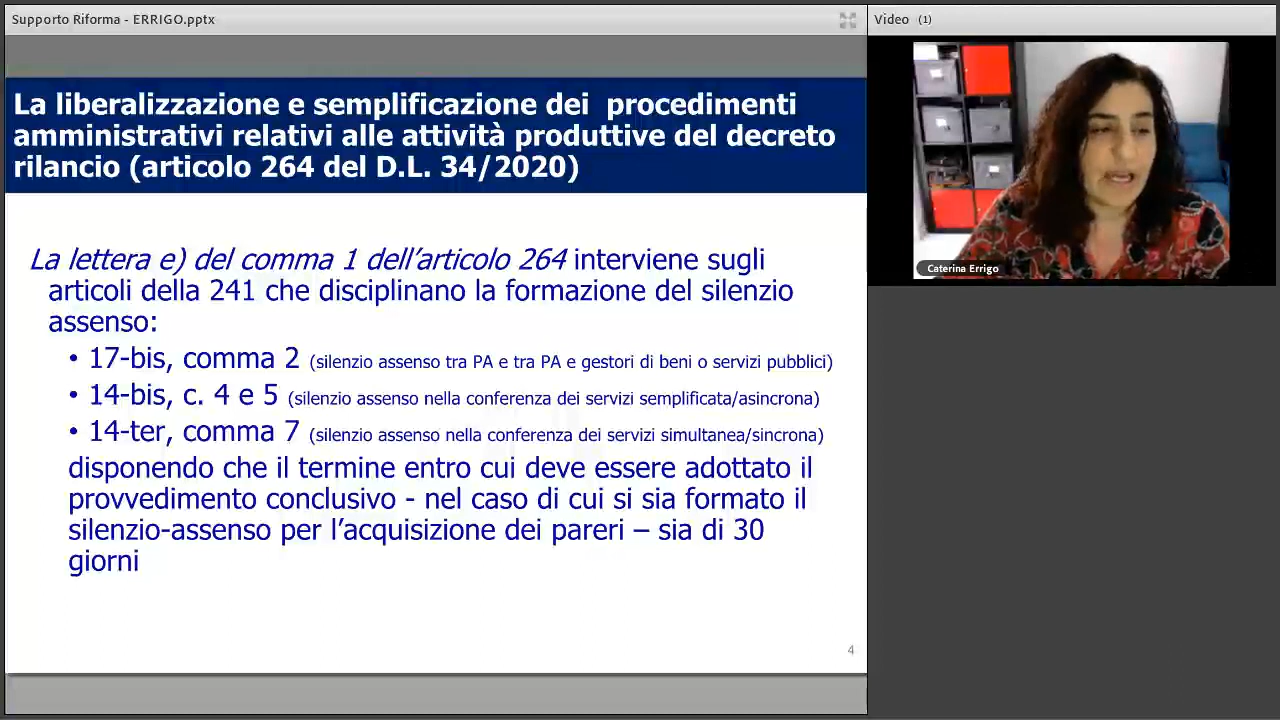 Supporto Riforma - ERRIGO.pptx
Video (1)
La liberalizzazione e semplificazione dei procedimenti
amministrativi relativi alle attività produttive del decreto
rilancio (articolo 264 del D.L. 34/2020)
Caterina Errigo
La lettera e) del comma 1 dell’articolo 264 interviene sugli
articoli della 241 che disciplinano la formazione del silenzio
assenso:
• 17-bis, comma 2 (silenzio assenso tra PA e tra PA e gestori di beni o servizi pubblici)
• 14-bis, c. 4 e 5 (silenzio assenso nella conferenza dei servizi semplificata/asincrona)
• 14-ter, comma 7 (silenzio assenso nella conferenza dei servizi simultanea/sincrona)
disponendo che il termine entro cui deve essere adottato il
provvedimento conclusivo - nel caso di cui si sia formato il
silenzio-assenso per l’acquisizione dei pareri – sia di 30
giorni
4